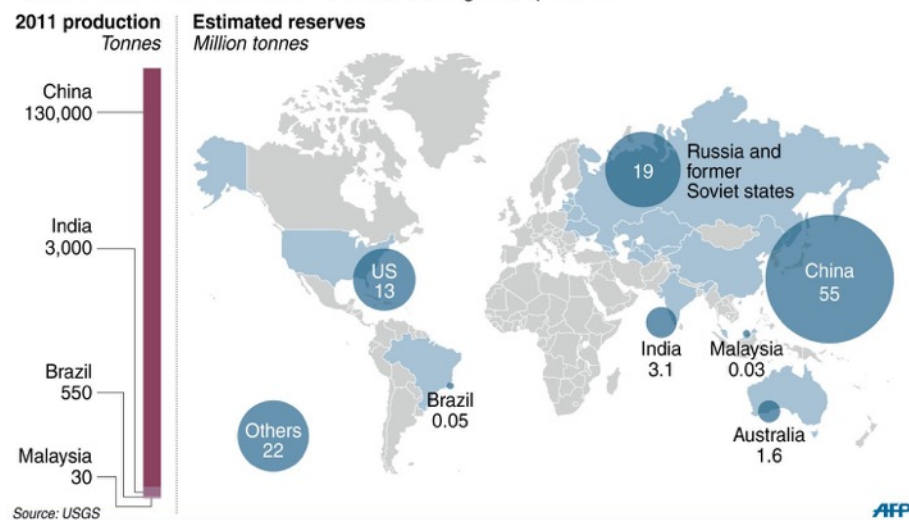 2011 production
Tonnes
China
130,000
India
3,000
Brazil
550
Malaysia
30
Source: USGS
Estimated reserves
Million tonnes
19
Russia and
former
Soviet states
US
13
China
55
India
3.1
Malaysia
0.03
Brazil
0.05
Others
22
Australia
1.6
AFP